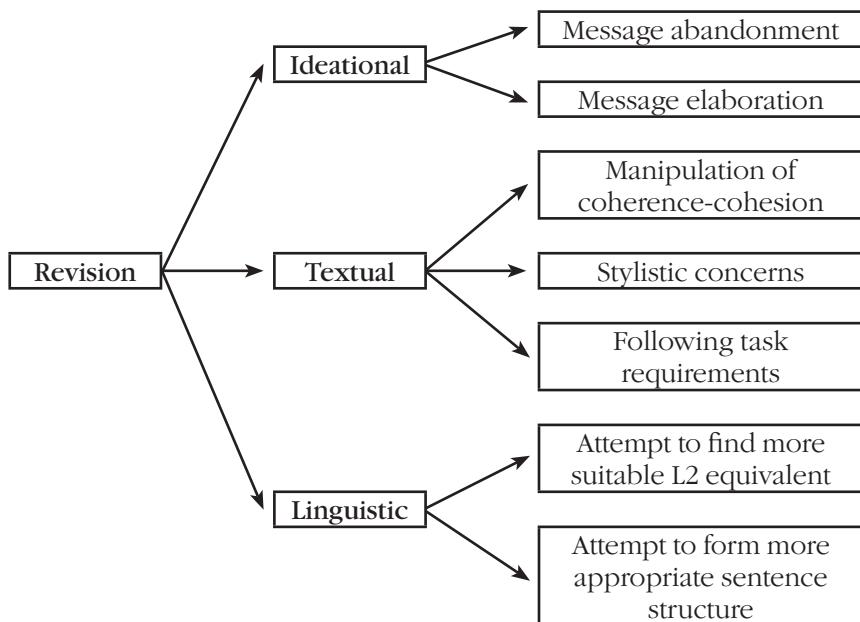 Message abandonment
Ideational
Message elaboration
Manipulation of
coherence-cohesion
Revision
Textual
Stylistic concerns
Following task
requirements
Attempt to find more
suitable L2 equivalent
Linguistic
Attempt to form more
appropriate sentence
structure